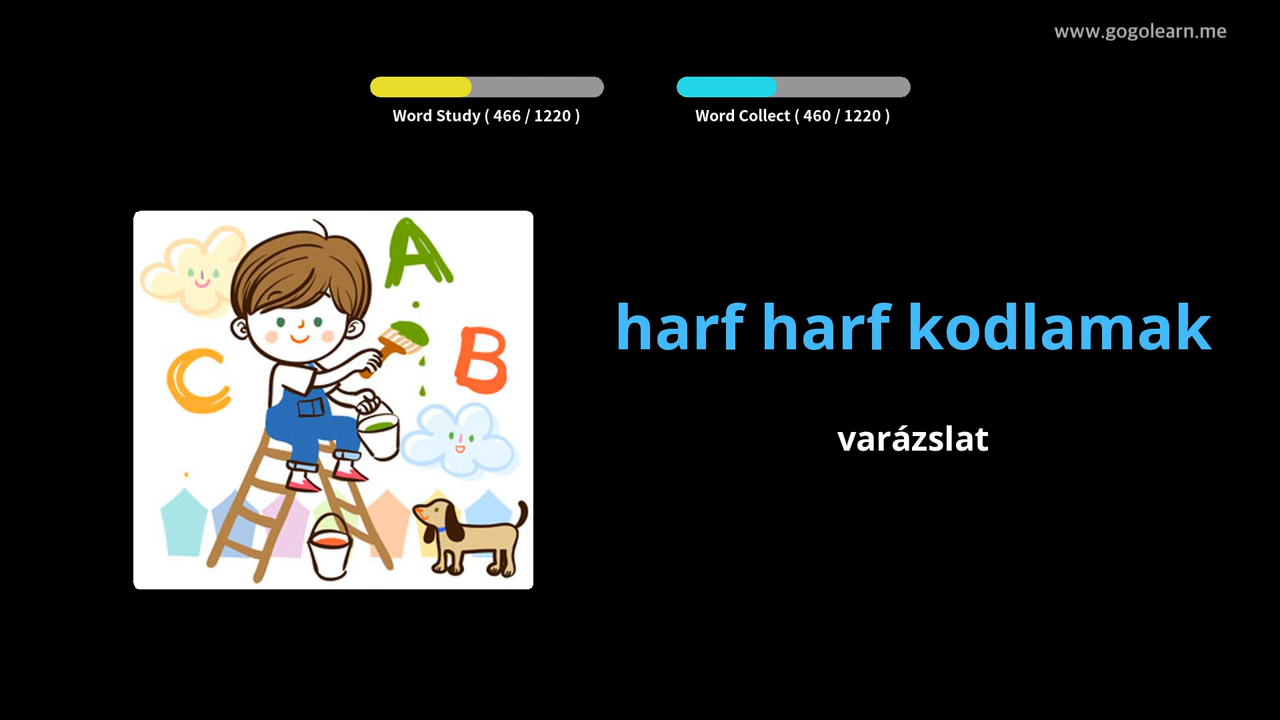 www.gogolearn.me
Word Study ( 466 / 1220 )
Word Collect ( 460 / 1220 )
A
B
C
harf harf kodlamak
varázslat